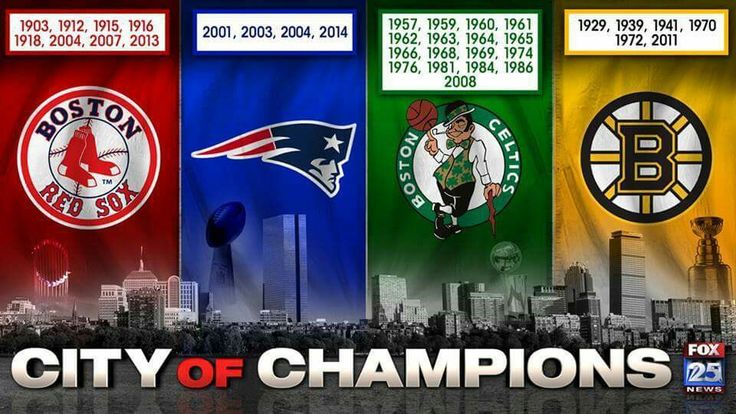 1903, 1912, 1915, 1916
1918, 2004, 2007, 2013
BOSTON
RED SOX
2001, 2003, 2004, 2014
1957, 1959, 1960, 1961
1962, 1963, 1964, 1965
1966, 1968, 1969, 1974
1976, 1981, 1984, 1986
2008
BOSTON
CELTICS
1929, 1939, 1941, 1970
1972, 2011
B
CITY OF CHAMPIONS
FOX
25
NEWS